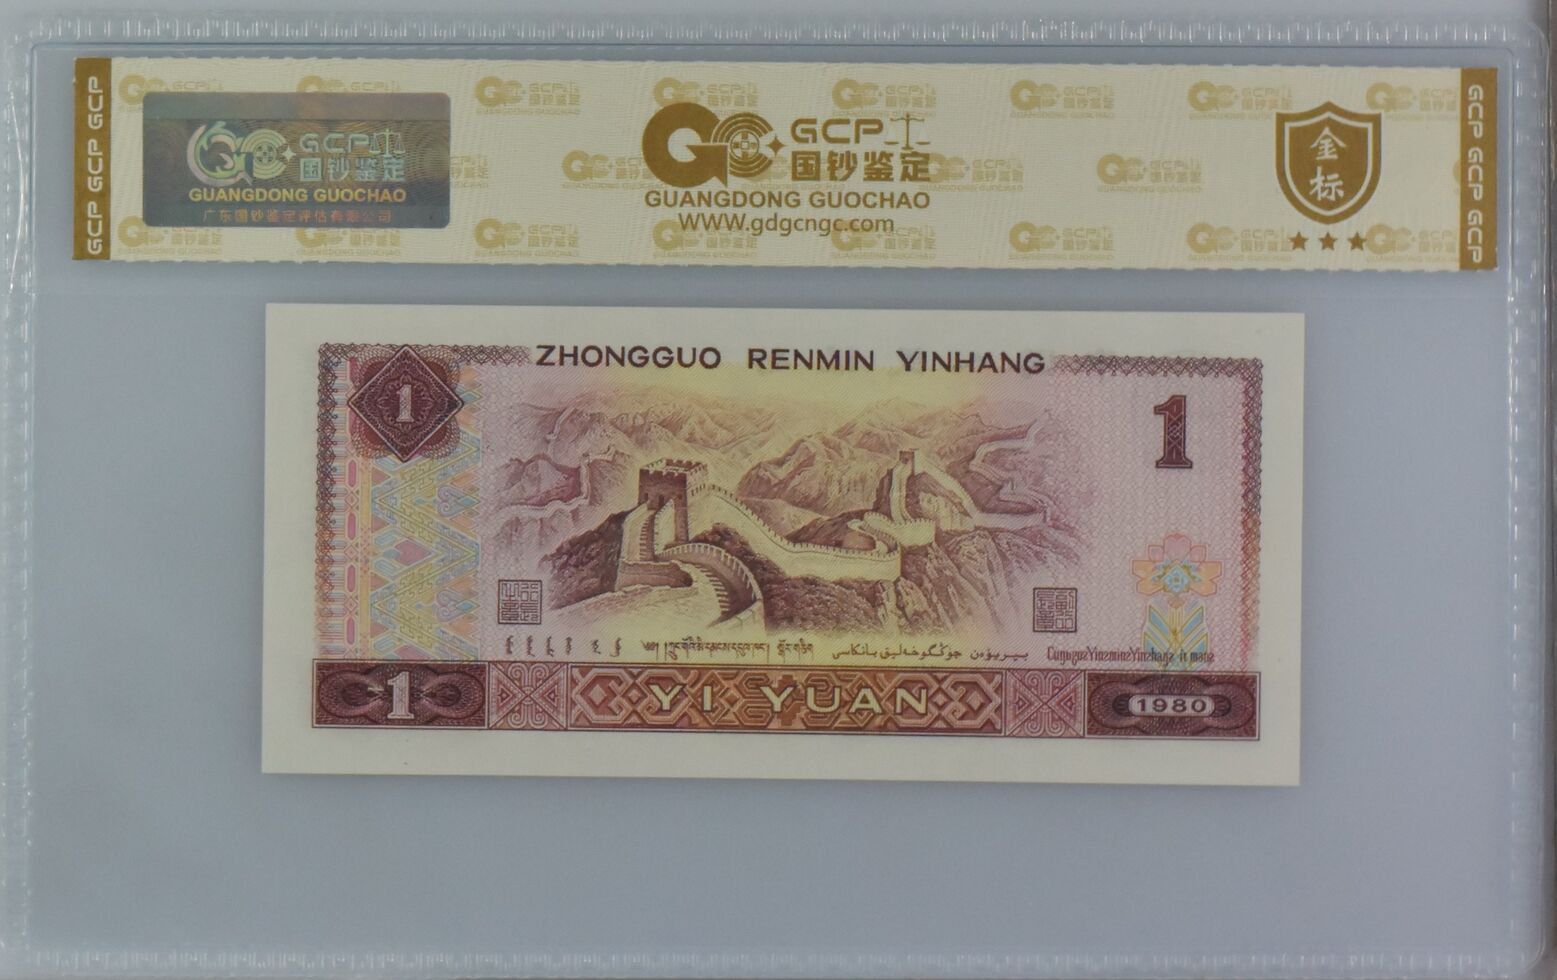 GCP GCP GCP
GCP
国钞鉴定
GUANGDONG GUOCHAO
广东国钞鉴定评估有限公司
GCP
国钞鉴定
GUANGDONG GUOCHAO
WWW.gdgcngc.com
金
标
GCP GCP GCP
ZHONGGUO RENMIN YINHANG
1
1
YI YUAN
1
1980